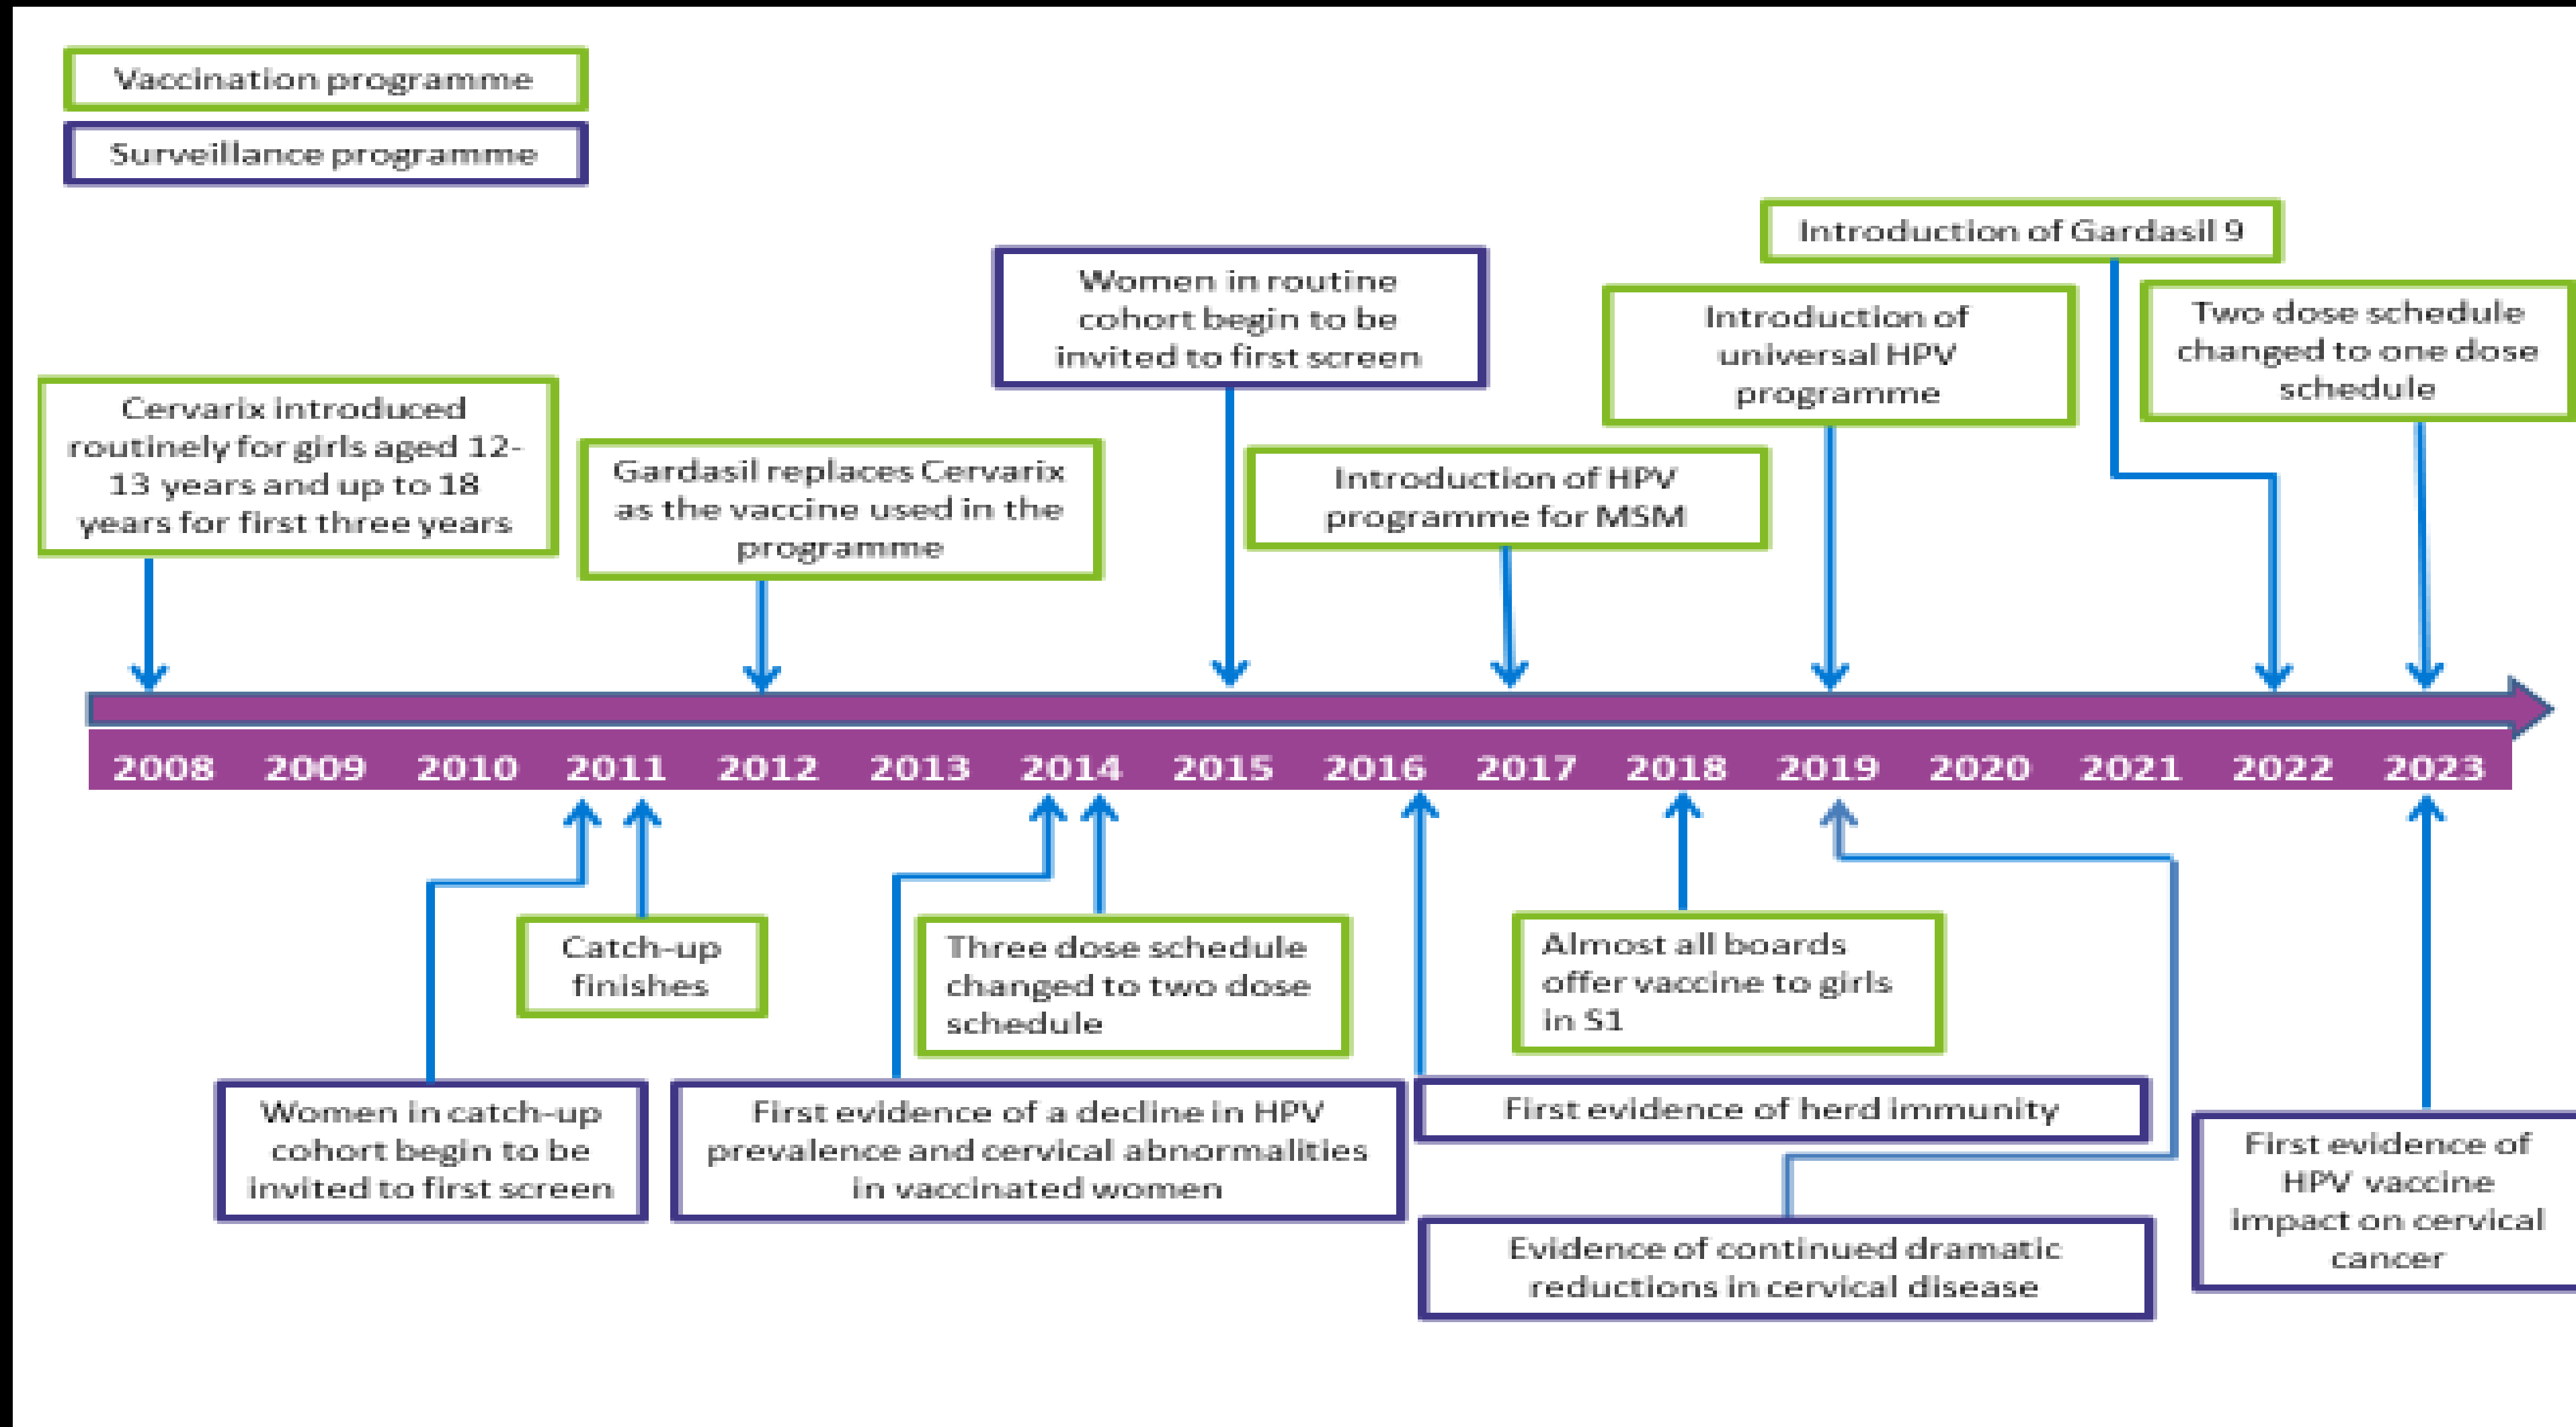 Vaccination programme
Surveillance programme
Introduction of Gardasil 9
Women in routine
cohort begin to be
invited to first screen
Introduction of
universal HPV
programme
Two dose schedule
changed to one dose
schedule
Cervarix introduced
routinely for girls aged 12-
13 years and up to 18
years for first three years
Gardasil replaces Cervarix
as the vaccine used in the
programme
Introduction of HPV
programme for MSM
2008 2009 2010 2011 2012 2013 2014 2015 2016 2017 2018 2019 2020 2021 2022 2023
Catch-up
finishes
Three dose schedule
changed to two dose
schedule
Almost all boards
offer vaccine to girls
in S1
Women in catch-up
cohort begin to be
invited to first screen
First evidence of a decline in HPV
prevalence and cervical abnormalities
in vaccinated women
First evidence of herd immunity
Evidence of continued dramatic
reductions in cervical disease
First evidence of
HPV vaccine
impact on cervical
cancer